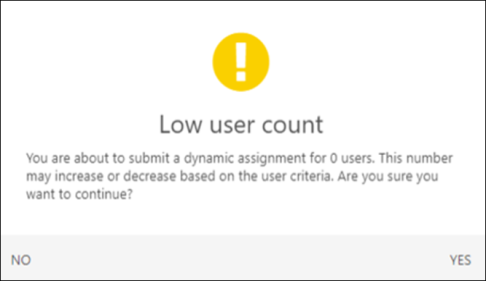 Low user count
You are about to submit a dynamic assignment for 0 users. This number
may increase or decrease based on the user criteria. Are you sure you
want to continue?
NO
YES